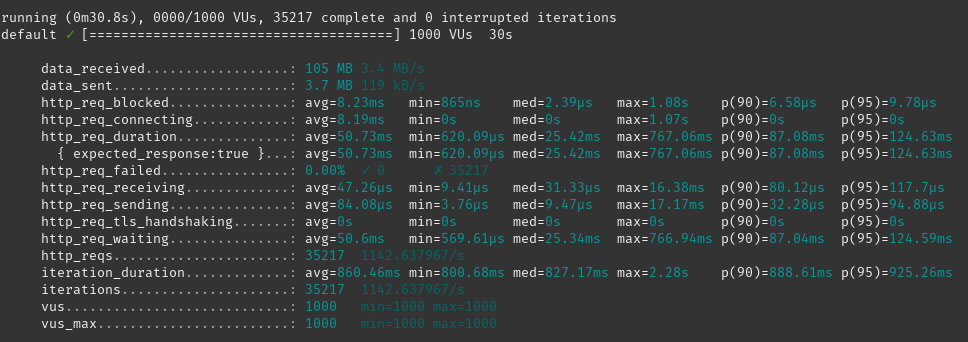 running (0m30.8s), 0000/1000 VUs, 35217 complete and 0 interrupted iterations
default ✓ [======================================] 1000 VUs  30s
data_received..................: 105 MB 3.4 MB/s
data_sent......................: 3.7 MB 119 kB/s
http_req_blocked...............: avg=8.23ms   min=865ns    med=2.39µs   max=1.08s    p(90)=6.58µs   p(95)=9.78µs
http_req_connecting............: avg=8.19ms   min=0s       med=0s       max=1.07s    p(90)=0s       p(95)=0s
http_req_duration..............: avg=50.73ms  min=620.09µs med=25.42ms  max=767.06ms p(90)=87.08ms  p(95)=124.63ms
{ expected_response:true }...: avg=50.73ms  min=620.09µs med=25.42ms  max=767.06ms p(90)=87.08ms  p(95)=124.63ms
http_req_failed................: 0.00%  ✓ 0      ✗ 35217
http_req_receiving.............: avg=47.26µs  min=9.41µs   med=31.33µs  max=16.38ms  p(90)=80.12µs  p(95)=117.7µs
http_req_sending...............: avg=84.08µs  min=3.76µs   med=9.47µs   max=17.17ms  p(90)=32.28µs  p(95)=94.88µs
http_req_tls_handshaking.......: avg=0s       min=0s       med=0s       max=0s       p(90)=0s       p(95)=0s
http_req_waiting...............: avg=50.6ms   min=569.61µs med=25.34ms  max=766.94ms p(90)=87.04ms  p(95)=124.59ms
http_reqs......................: 35217  1142.637967/s
iteration_duration.............: avg=860.46ms min=800.68ms med=827.17ms max=2.28s    p(90)=888.61ms p(95)=925.26ms
iterations.....................: 35217  1142.637967/s
vus............................: 1000   min=1000 max=1000
vus_max........................: 1000   min=1000 max=1000